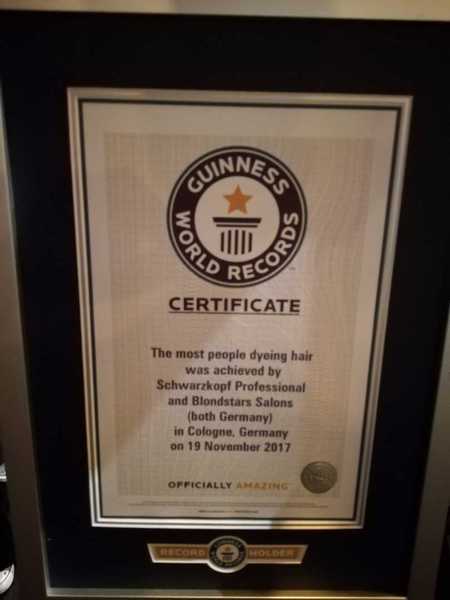 GUINNESS
WORLD RECORDS
CERTIFICATE
The most people dyeing hair
was achieved by
Schwarzkopf Professional
and Blondstars Salons
(both Germany)
in Cologne, Germany
on 19 November 2017
OFFICIALLY AMAZING
RECORD HOLDER